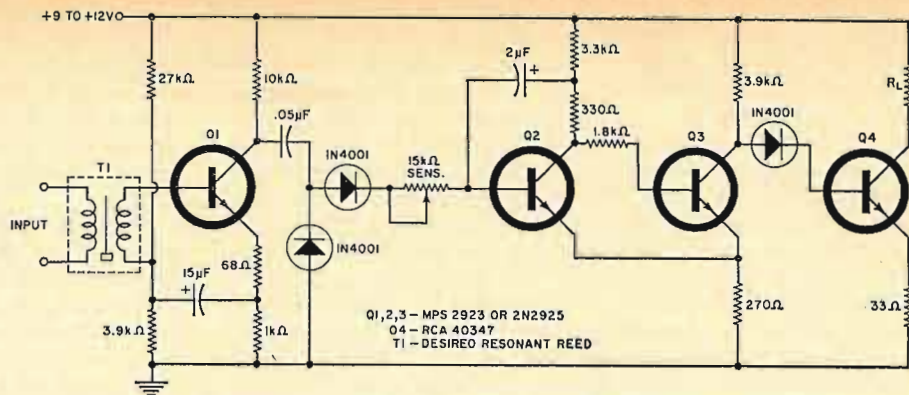 +9 TO +12V
27kΩ
10kΩ
.05µF
2µF
+
3.3kΩ
330Ω
1.8kΩ
3.9kΩ
1N4001
RL
Q1
Q2
Q3
Q4
T1
INPUT
1N4001
15kΩ
SENS.
1N4001
68Ω
15µF
+
3.9kΩ
1kΩ
270Ω
33Ω
Q1,2,3 – MPS 2923 OR 2N2925
Q4 – RCA 40347
T1 – DESIRED RESONANT REED